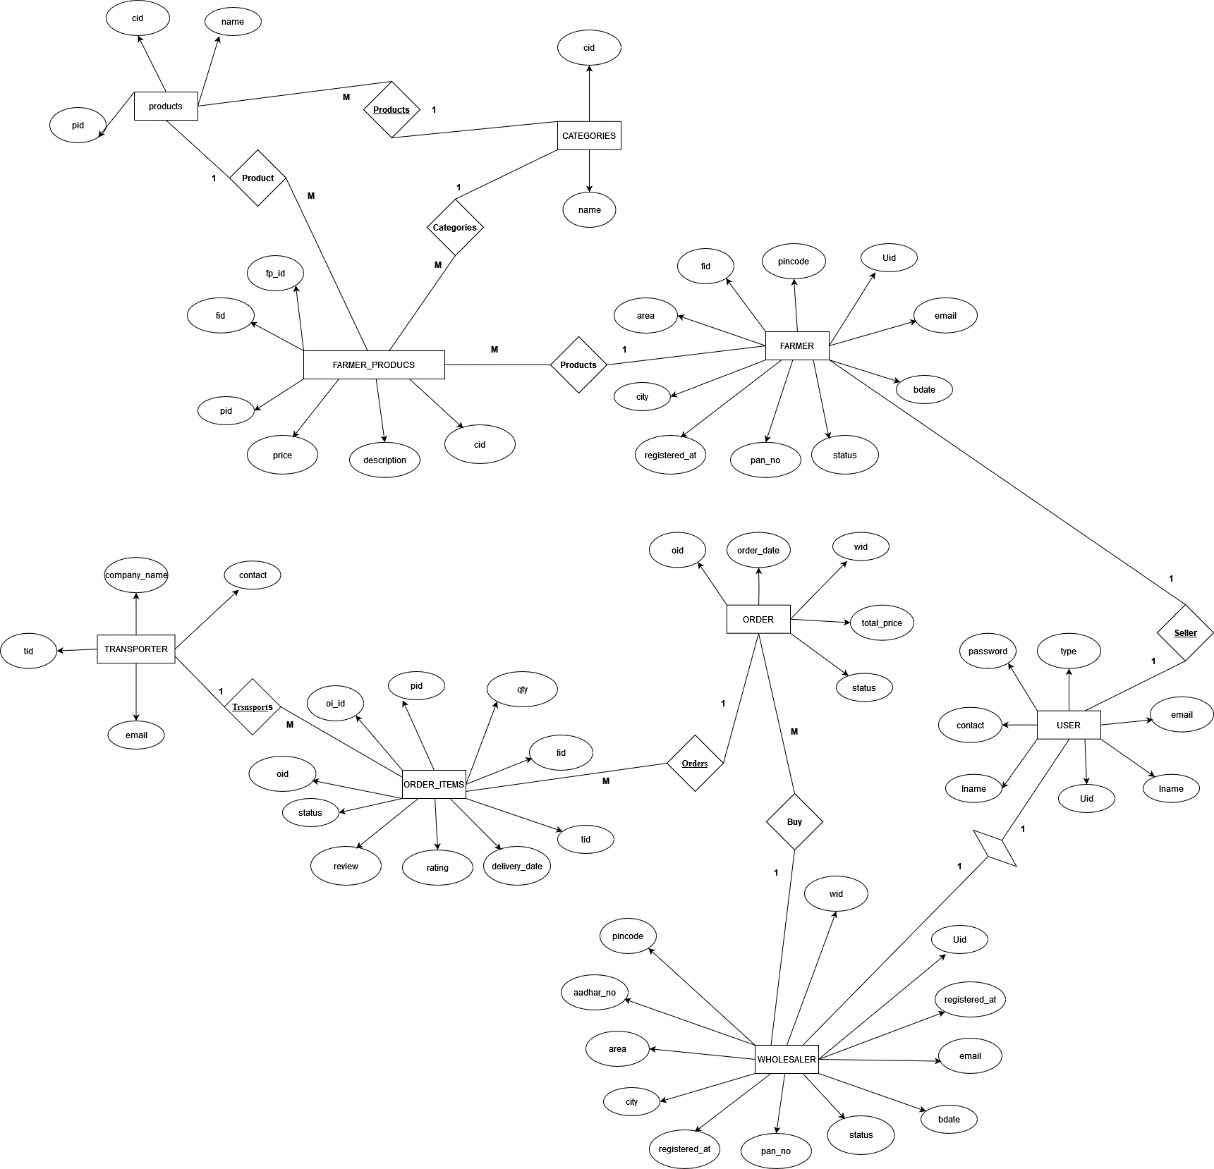 cid
name
cid
products
M
Products
1
pid
CATEGORIES
1
Product
M
1
name
Categories
M
fp_id
fid
FARMER_PRODUCS
M
Products
1
pid
price
description
cid
fid
pincode
Uid
area
email
FARMER
city
bdate
registered_at
pan_no
status
1
Seller
1
oid
order_date
wid
ORDER
total_price
status
company_name
contact
TRANSPORTER
tid
email
1
Trsnsports
M
oi_id
pid
qty
fid
oid
ORDER_ITEMS
status
tid
review
rating
delivery_date
M
Orders
1
M
Buy
1
password
type
contact
USER
email
fname
Uid
lname
1
1
wid
pincode
Uid
aadhar_no
registered_at
area
WHOLESALER
email
city
bdate
registered_at
pan_no
status